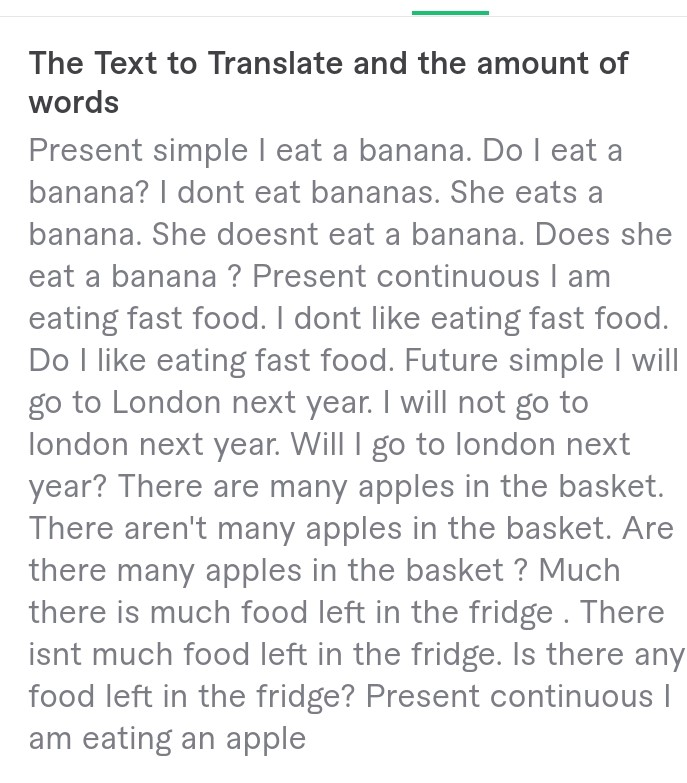 The Text to Translate and the amount of
words
Present simple I eat a banana. Do I eat a
banana? I dont eat bananas. She eats a
banana. She doesnt eat a banana. Does she
eat a banana ? Present continuous I am
eating fast food. I dont like eating fast food.
Do I like eating fast food. Future simple I will
go to London next year. I will not go to
london next year. Will I go to london next
year? There are many apples in the basket.
There aren't many apples in the basket. Are
there many apples in the basket ? Much
there is much food left in the fridge . There
isnt much food left in the fridge. Is there any
food left in the fridge? Present continuous I
am eating an apple